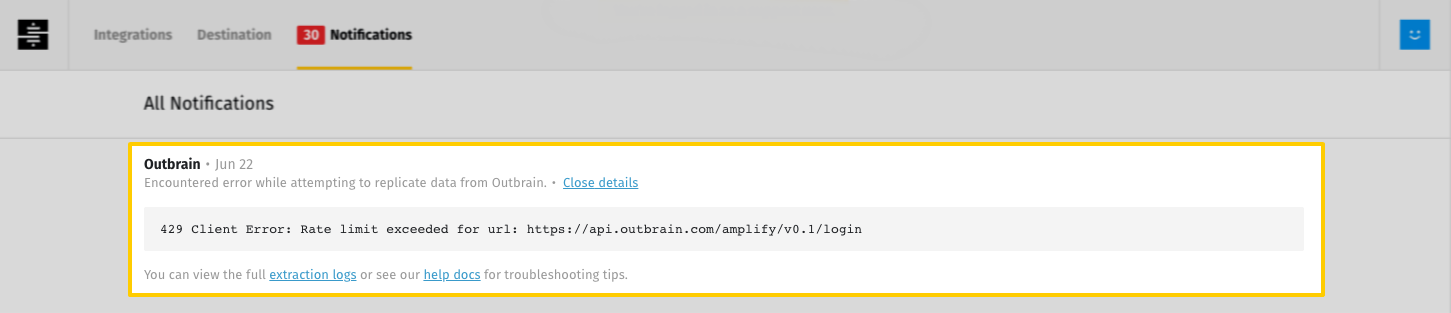 Integrations Destination 30 Notifications
All Notifications
Outbrain • Jun 22
Encountered error while attempting to replicate data from Outbrain. • Close details
429 Client Error: Rate limit exceeded for url: https://api.outbrain.com/amplify/v0.1/login
You can view the full extraction logs or see our help docs for troubleshooting tips.